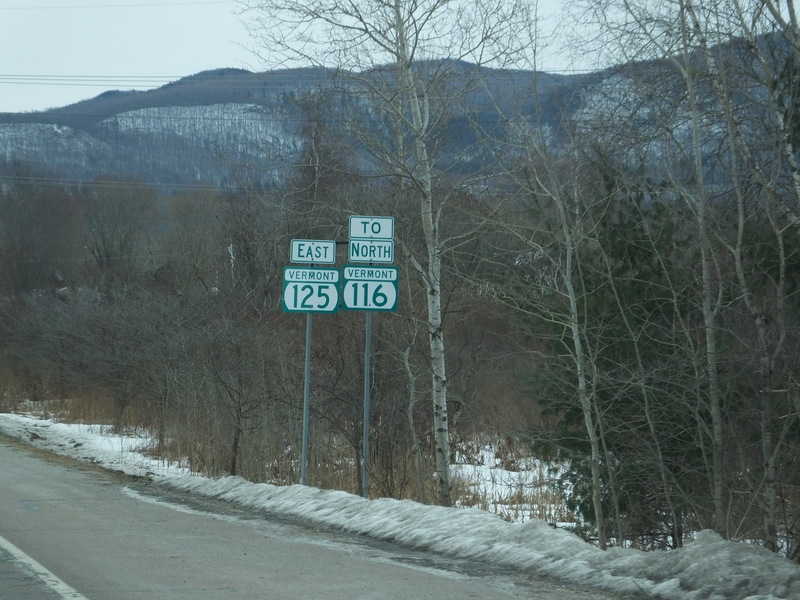 EAST
VERMONT
125
TO
NORTH
VERMONT
116